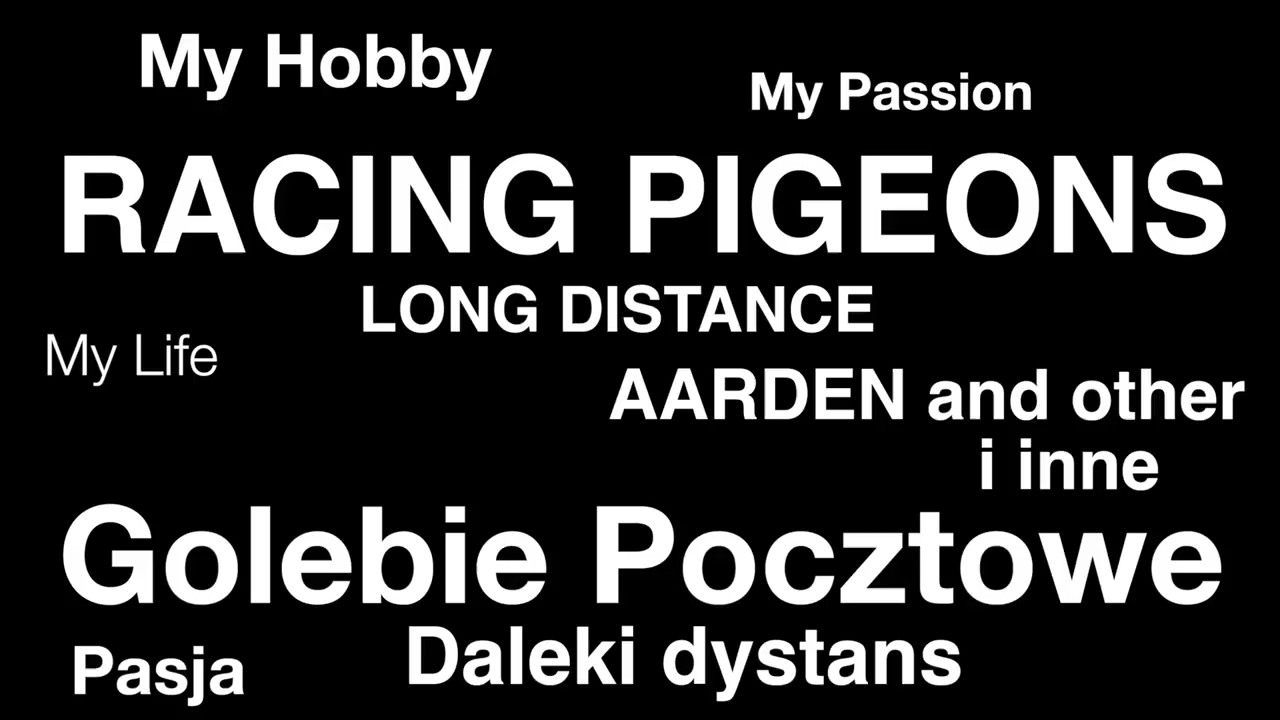 My Hobby
My Passion
RACING PIGEONS
LONG DISTANCE
My Life
AARDEN and other
i inne
Golebie Pocztowe
Daleki dystans
Pasja